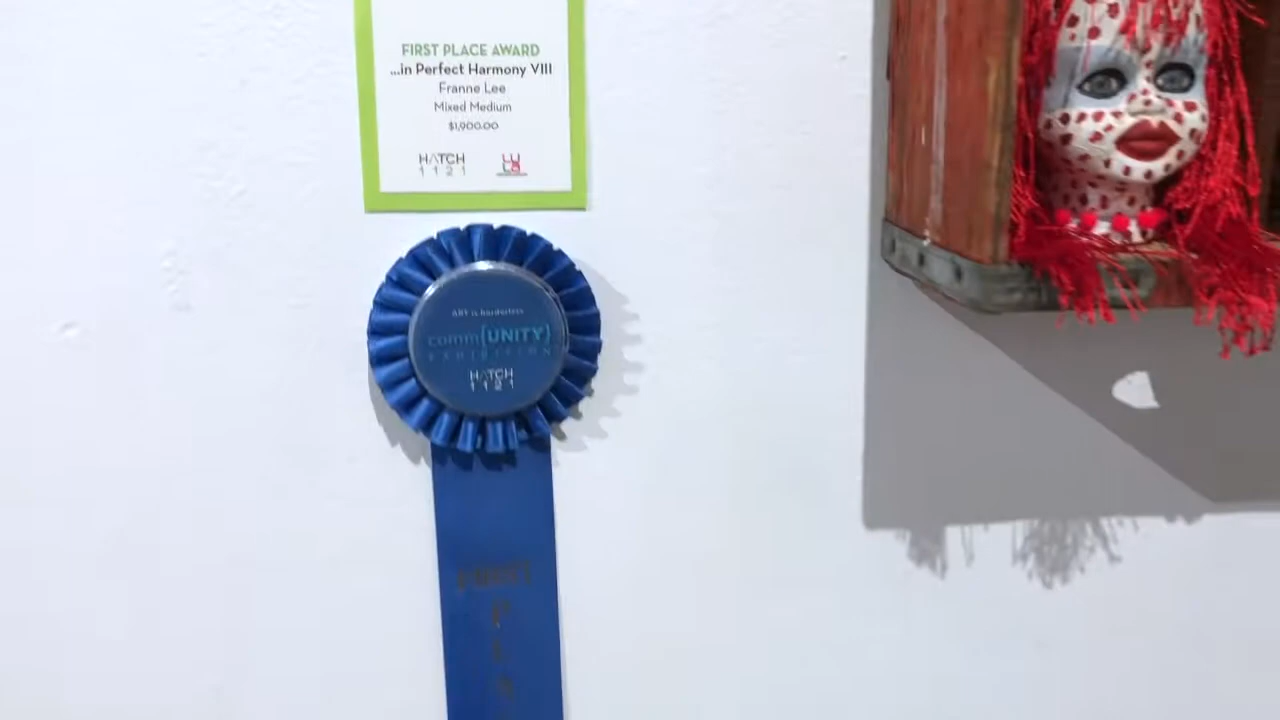 FIRST PLACE AWARD
...in Perfect Harmony VIII
Franne Lee
Mixed Medium
$1,900.00
HATCH
1121
ART is borderless
comm{UNITY}
EXHIBITION
HATCH
1121
FIRST
P
L
A